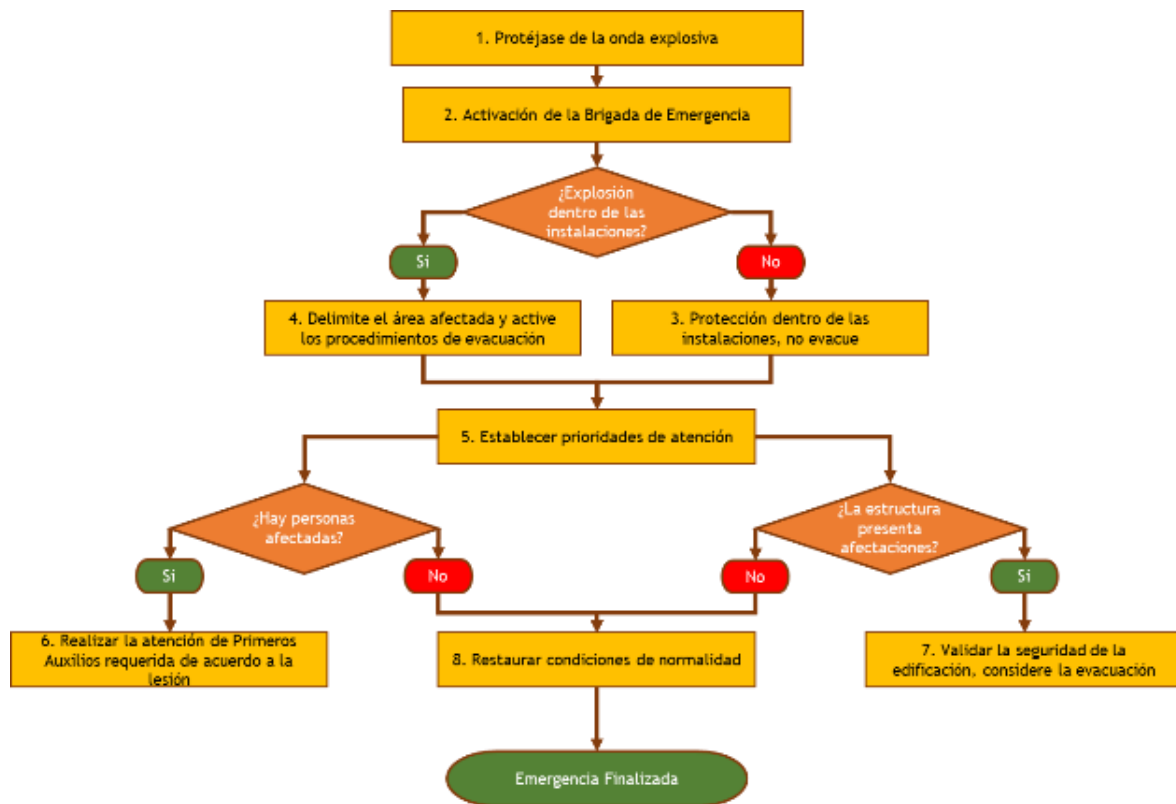 1. Protéjase de la onda explosiva
2. Activación de la Brigada de Emergencia
¿Explosión
dentro de las
instalaciones?
Si
No
4. Delimite el área afectada y active
los procedimientos de evacuación
3. Protección dentro de las
instalaciones, no evacue
5. Establecer prioridades de atención
¿Hay personas
afectadas?
¿La estructura
presenta
afectaciones?
Si
No
No
Si
6. Realizar la atención de Primeros
Auxilios requerida de acuerdo a la
lesión
8. Restaurar condiciones de normalidad
7. Validar la seguridad de la
edificación, considere la evacuación
Emergencia Finalizada